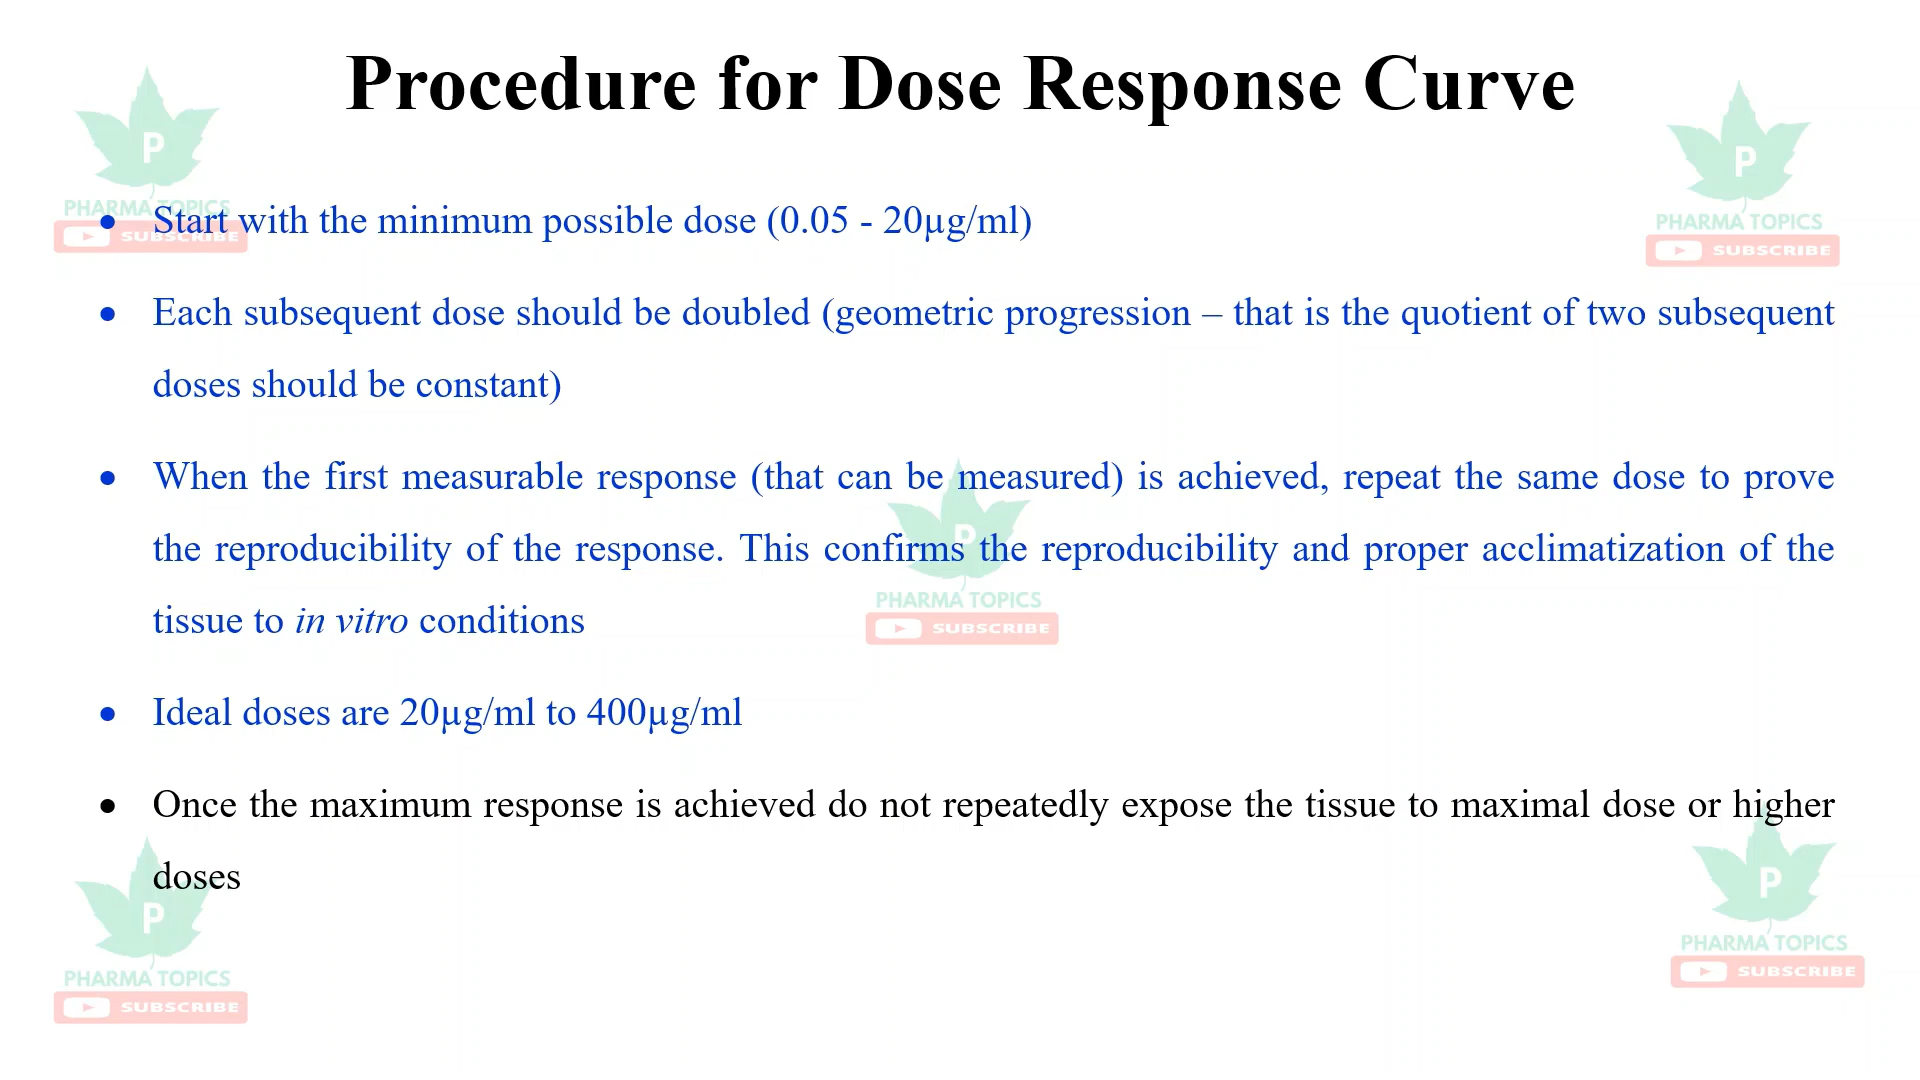 Procedure for Dose Response Curve
P
PHARMA TOPICS
SUBSCRIBE
P
PHARMA TOPICS
SUBSCRIBE
• Start with the minimum possible dose (0.05 - 20µg/ml)
• Each subsequent dose should be doubled (geometric progression – that is the quotient of two subsequent
doses should be constant)
• When the first measurable response (that can be measured) is achieved, repeat the same dose to prove
the reproducibility of the response. This confirms the reproducibility and proper acclimatization of the
tissue to in vitro conditions
P
PHARMA TOPICS
SUBSCRIBE
• Ideal doses are 20µg/ml to 400µg/ml
• Once the maximum response is achieved do not repeatedly expose the tissue to maximal dose or higher
doses
P
PHARMA TOPICS
SUBSCRIBE
P
PHARMA TOPICS
SUBSCRIBE